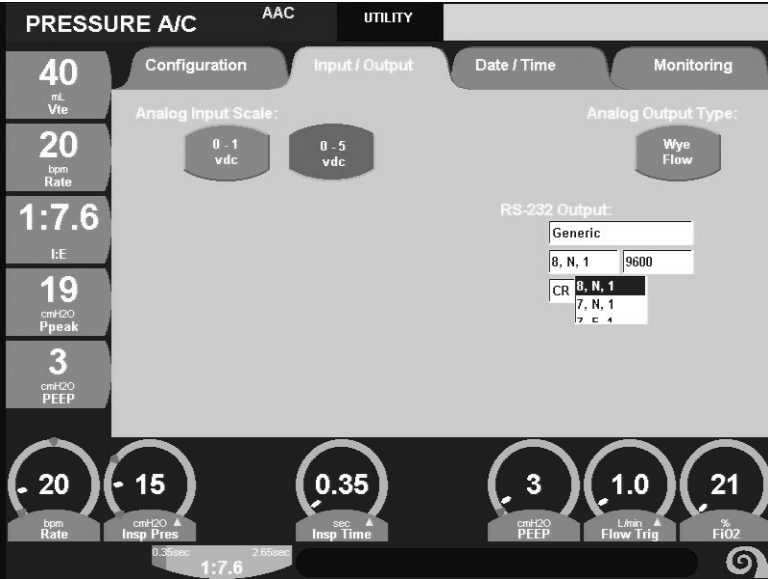 PRESSURE A/C
AAC
UTILITY
Configuration
Input / Output
Date / Time
Monitoring
40
mL
Vte
20
bpm
Rate
1:7.6
I:E
19
cmH2O
Ppeak
3
cmH2O
PEEP
Analog Input Scale:
0 - 1
vdc
0 - 5
vdc
Analog Output Type:
Wye
Flow
RS-232 Output:
Generic
8, N, 1
9600
CR
8, N, 1
7, N, 1
7, E, 1
20
bpm
Rate
15
cmH2O
Insp Pres
0.35
sec
Insp Time
3
cmH2O
PEEP
1.0
L/min
Flow Trig
21
%
FiO2
0.35sec
2.65sec
1:7.6